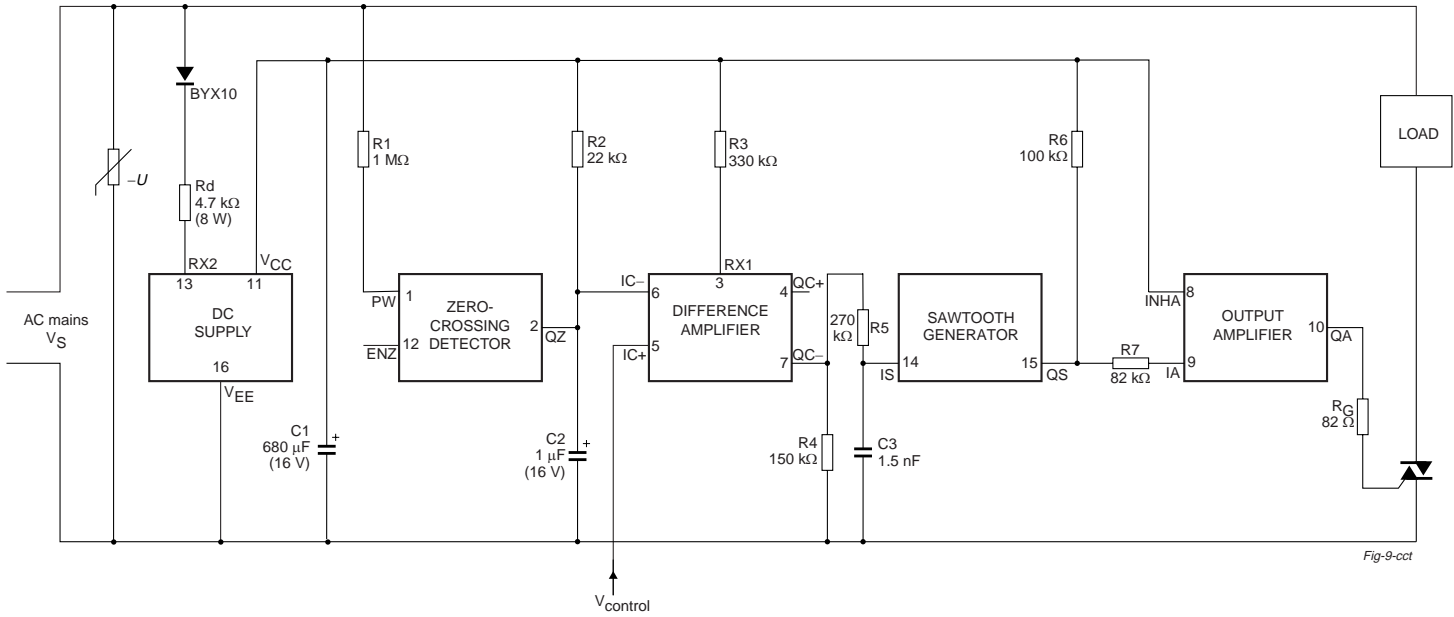 BYX10
–U
Rd
4.7 kΩ
(8 W)
R1
1 MΩ
R2
22 kΩ
R3
330 kΩ
R6
100 kΩ
LOAD
AC mains
VS
RX2
VCC
13
11
DC
SUPPLY
16
VEE
PW
1
ENZ
12
ZERO-
CROSSING
DETECTOR
2
QZ
IC–
6
IC+
5
RX1
3
DIFFERENCE
AMPLIFIER
4
QC+
7
QC–
270
kΩ
R5
IS
14
SAWTOOTH
GENERATOR
15
QS
R7
82 kΩ
INHA
8
IA
9
OUTPUT
AMPLIFIER
10
QA
RG
82 Ω
C1
680 µF
(16 V)
+
C2
1 µF
(16 V)
+
R4
150 kΩ
C3
1.5 nF
Vcontrol
Fig-9-cct